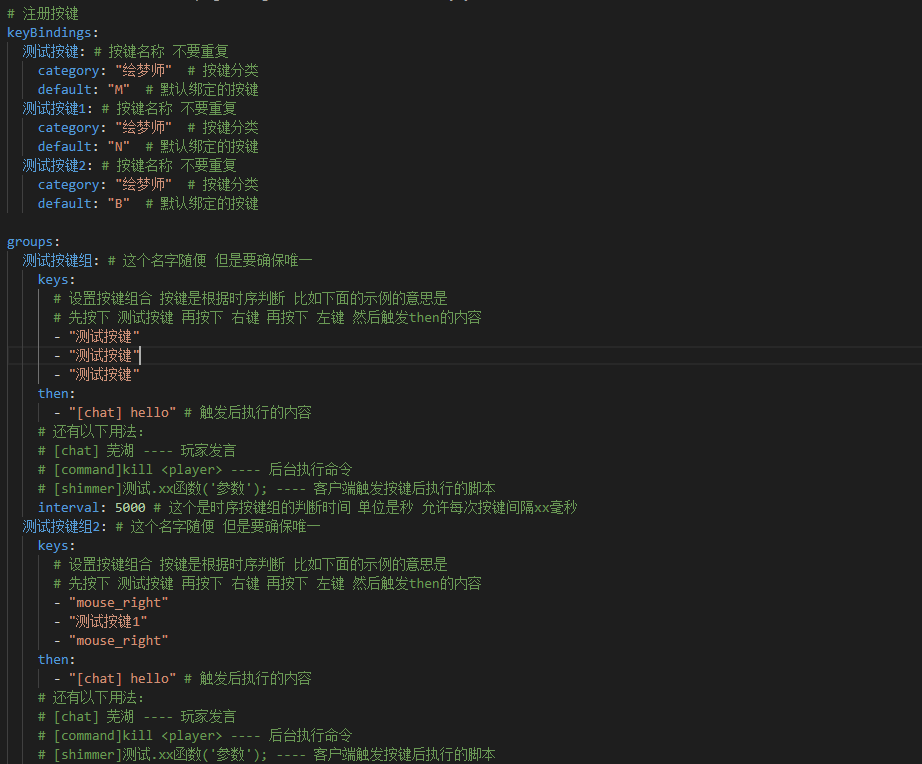 # 注册按键
keyBindings:
测试按键: # 按键名称 不要重复
category: "绘梦师" # 按键分类
default: "M" # 默认绑定的按键
测试按键1: # 按键名称 不要重复
category: "绘梦师" # 按键分类
default: "N" # 默认绑定的按键
测试按键2: # 按键名称 不要重复
category: "绘梦师" # 按键分类
default: "B" # 默认绑定的按键
groups:
测试按键组: # 这个名字随便 但是要确保唯一
keys:
# 设置按键组合 按键是根据时序判断 比如下面的示例的意思是
# 先按下 测试按键 再按下 右键 再按下 左键 然后触发then的内容
- "测试按键"
- "测试按键"
- "测试按键"
then:
- "[chat] hello" # 触发后执行的内容
# 还有以下用法:
# [chat] 芜湖 ---- 玩家发言
# [command]kill <player> ---- 后台执行命令
# [shimmer]测试.xx函数('参数'); ---- 客户端触发按键后执行的脚本
interval: 5000 # 这个是时序按键组的判断时间 单位是秒 允许每次按键间隔xx毫秒
测试按键组2: # 这个名字随便 但是要确保唯一
keys:
# 设置按键组合 按键是根据时序判断 比如下面的示例的意思是
# 先按下 测试按键 再按下 右键 再按下 左键 然后触发then的内容
- "mouse_right"
- "测试按键1"
- "mouse_right"
then:
- "[chat] hello" # 触发后执行的内容
# 还有以下用法:
# [chat] 芜湖 ---- 玩家发言
# [command]kill <player> ---- 后台执行命令
# [shimmer]测试.xx函数('参数'); ---- 客户端触发按键后执行的脚本